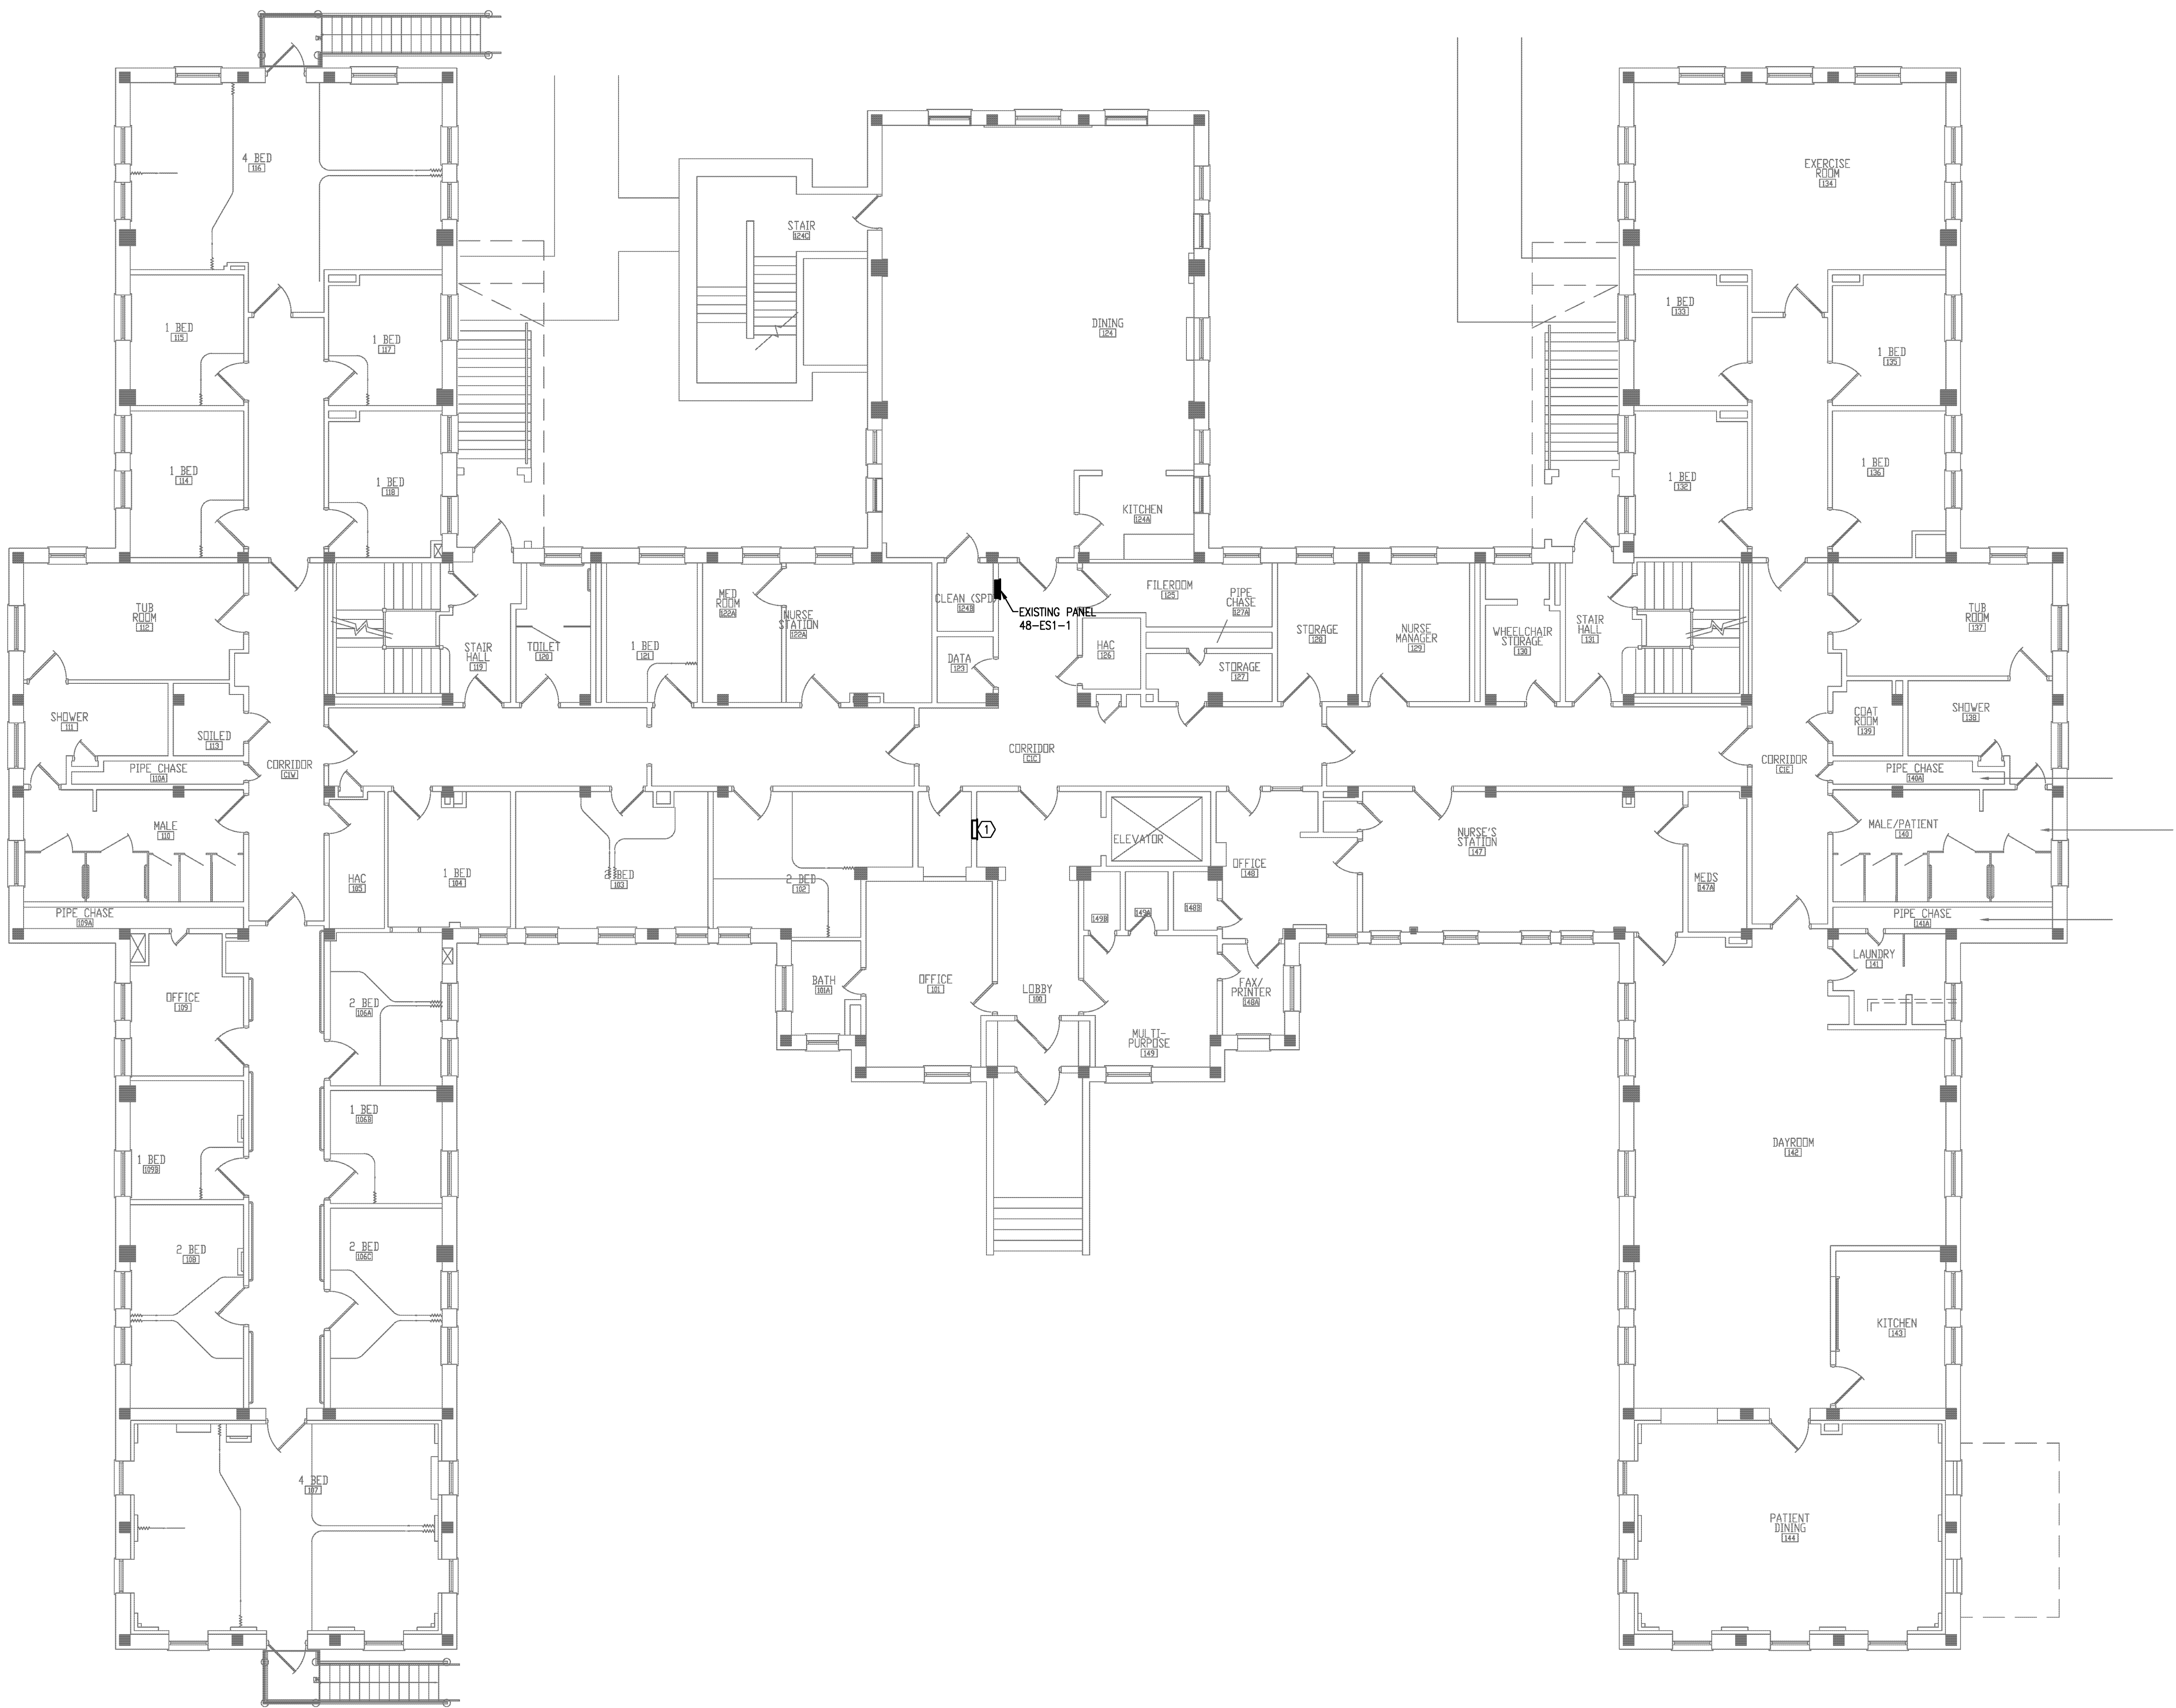 4 BED
116
EXERCISE
ROOM
134
STAIR
124C
DINING
124
1 BED
115
1 BED
117
1 BED
133
1 BED
135
1 BED
114
1 BED
118
KITCHEN
124A
1 BED
132
1 BED
136
TUB
ROOM
112
STAIR
HALL
119
TOILET
120
1 BED
121
MED
ROOM
122A
NURSE
STATION
122A
CLEAN (SPD)
124B
EXISTING PANEL
48-ES1-1
DATA
123
FILEROOM
125
PIPE
CHASE
127A
HAC
126
STORAGE
127
STORAGE
128
NURSE
MANAGER
129
WHEELCHAIR
STORAGE
130
STAIR
HALL
131
TUB
ROOM
137
SHOWER
111
SOILED
113
COAT
ROOM
139
SHOWER
138
PIPE CHASE
110A
CORRIDOR
C1W
CORRIDOR
C1C
CORRIDOR
C1E
PIPE CHASE
140A
MALE
110
1
ELEVATOR
NURSE'S
STATION
147
MALE/PATIENT
140
HAC
105
1 BED
104
2 BED
103
2 BED
102
OFFICE
148
MEDS
147A
PIPE CHASE
109A
149B
149A
148B
PIPE CHASE
141A
OFFICE
109
2 BED
106A
BATH
101A
OFFICE
101
LOBBY
100
FAX/
PRINTER
148A
LAUNDRY
141
MULTI-
PURPOSE
149
1 BED
109B
1 BED
106B
DAYROOM
142
2 BED
108
2 BED
106C
KITCHEN
143
4 BED
107
PATIENT
DINING
144